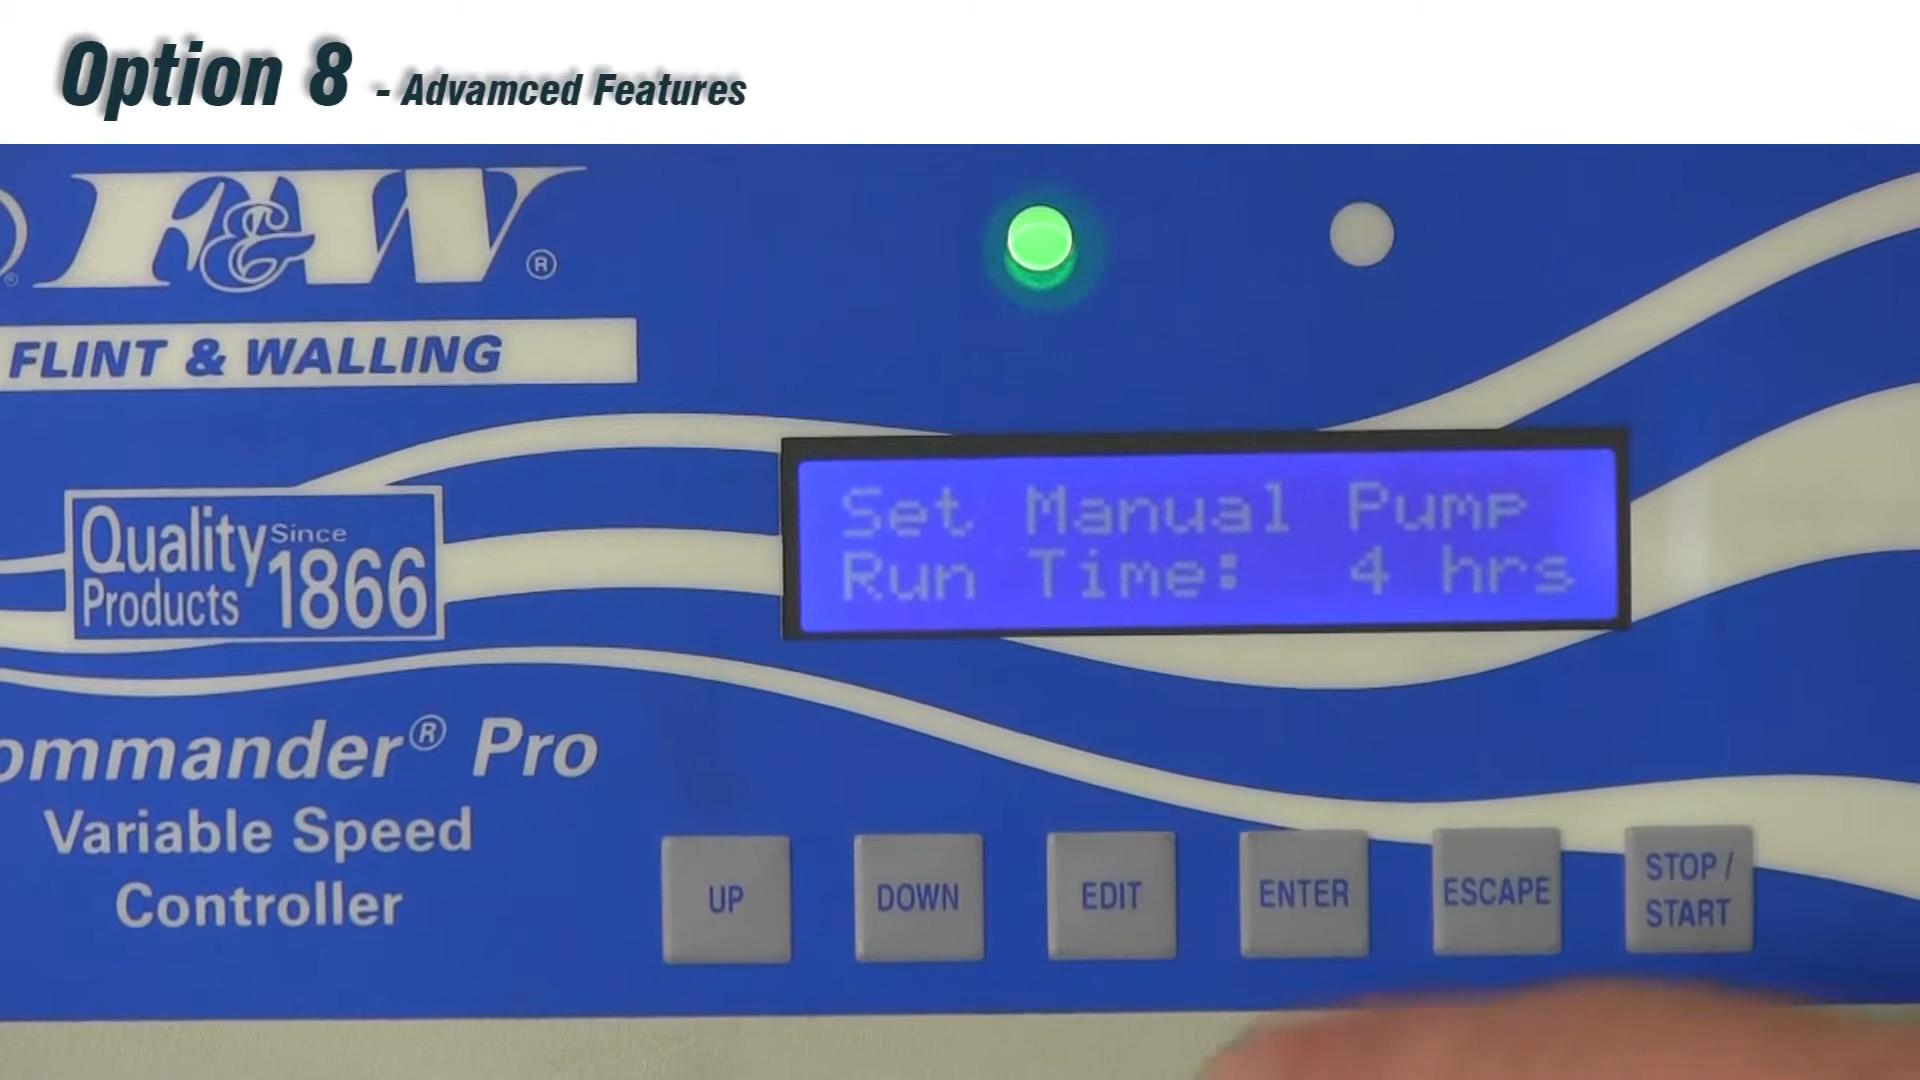 Option 8 - Advamced Features
F&W®
FLINT & WALLING
Quality Since
Products 1866
Set Manual Pump
Run Time: 4 hrs
ommander® Pro
Variable Speed
Controller
UP
DOWN
EDIT
ENTER
ESCAPE
STOP /
START